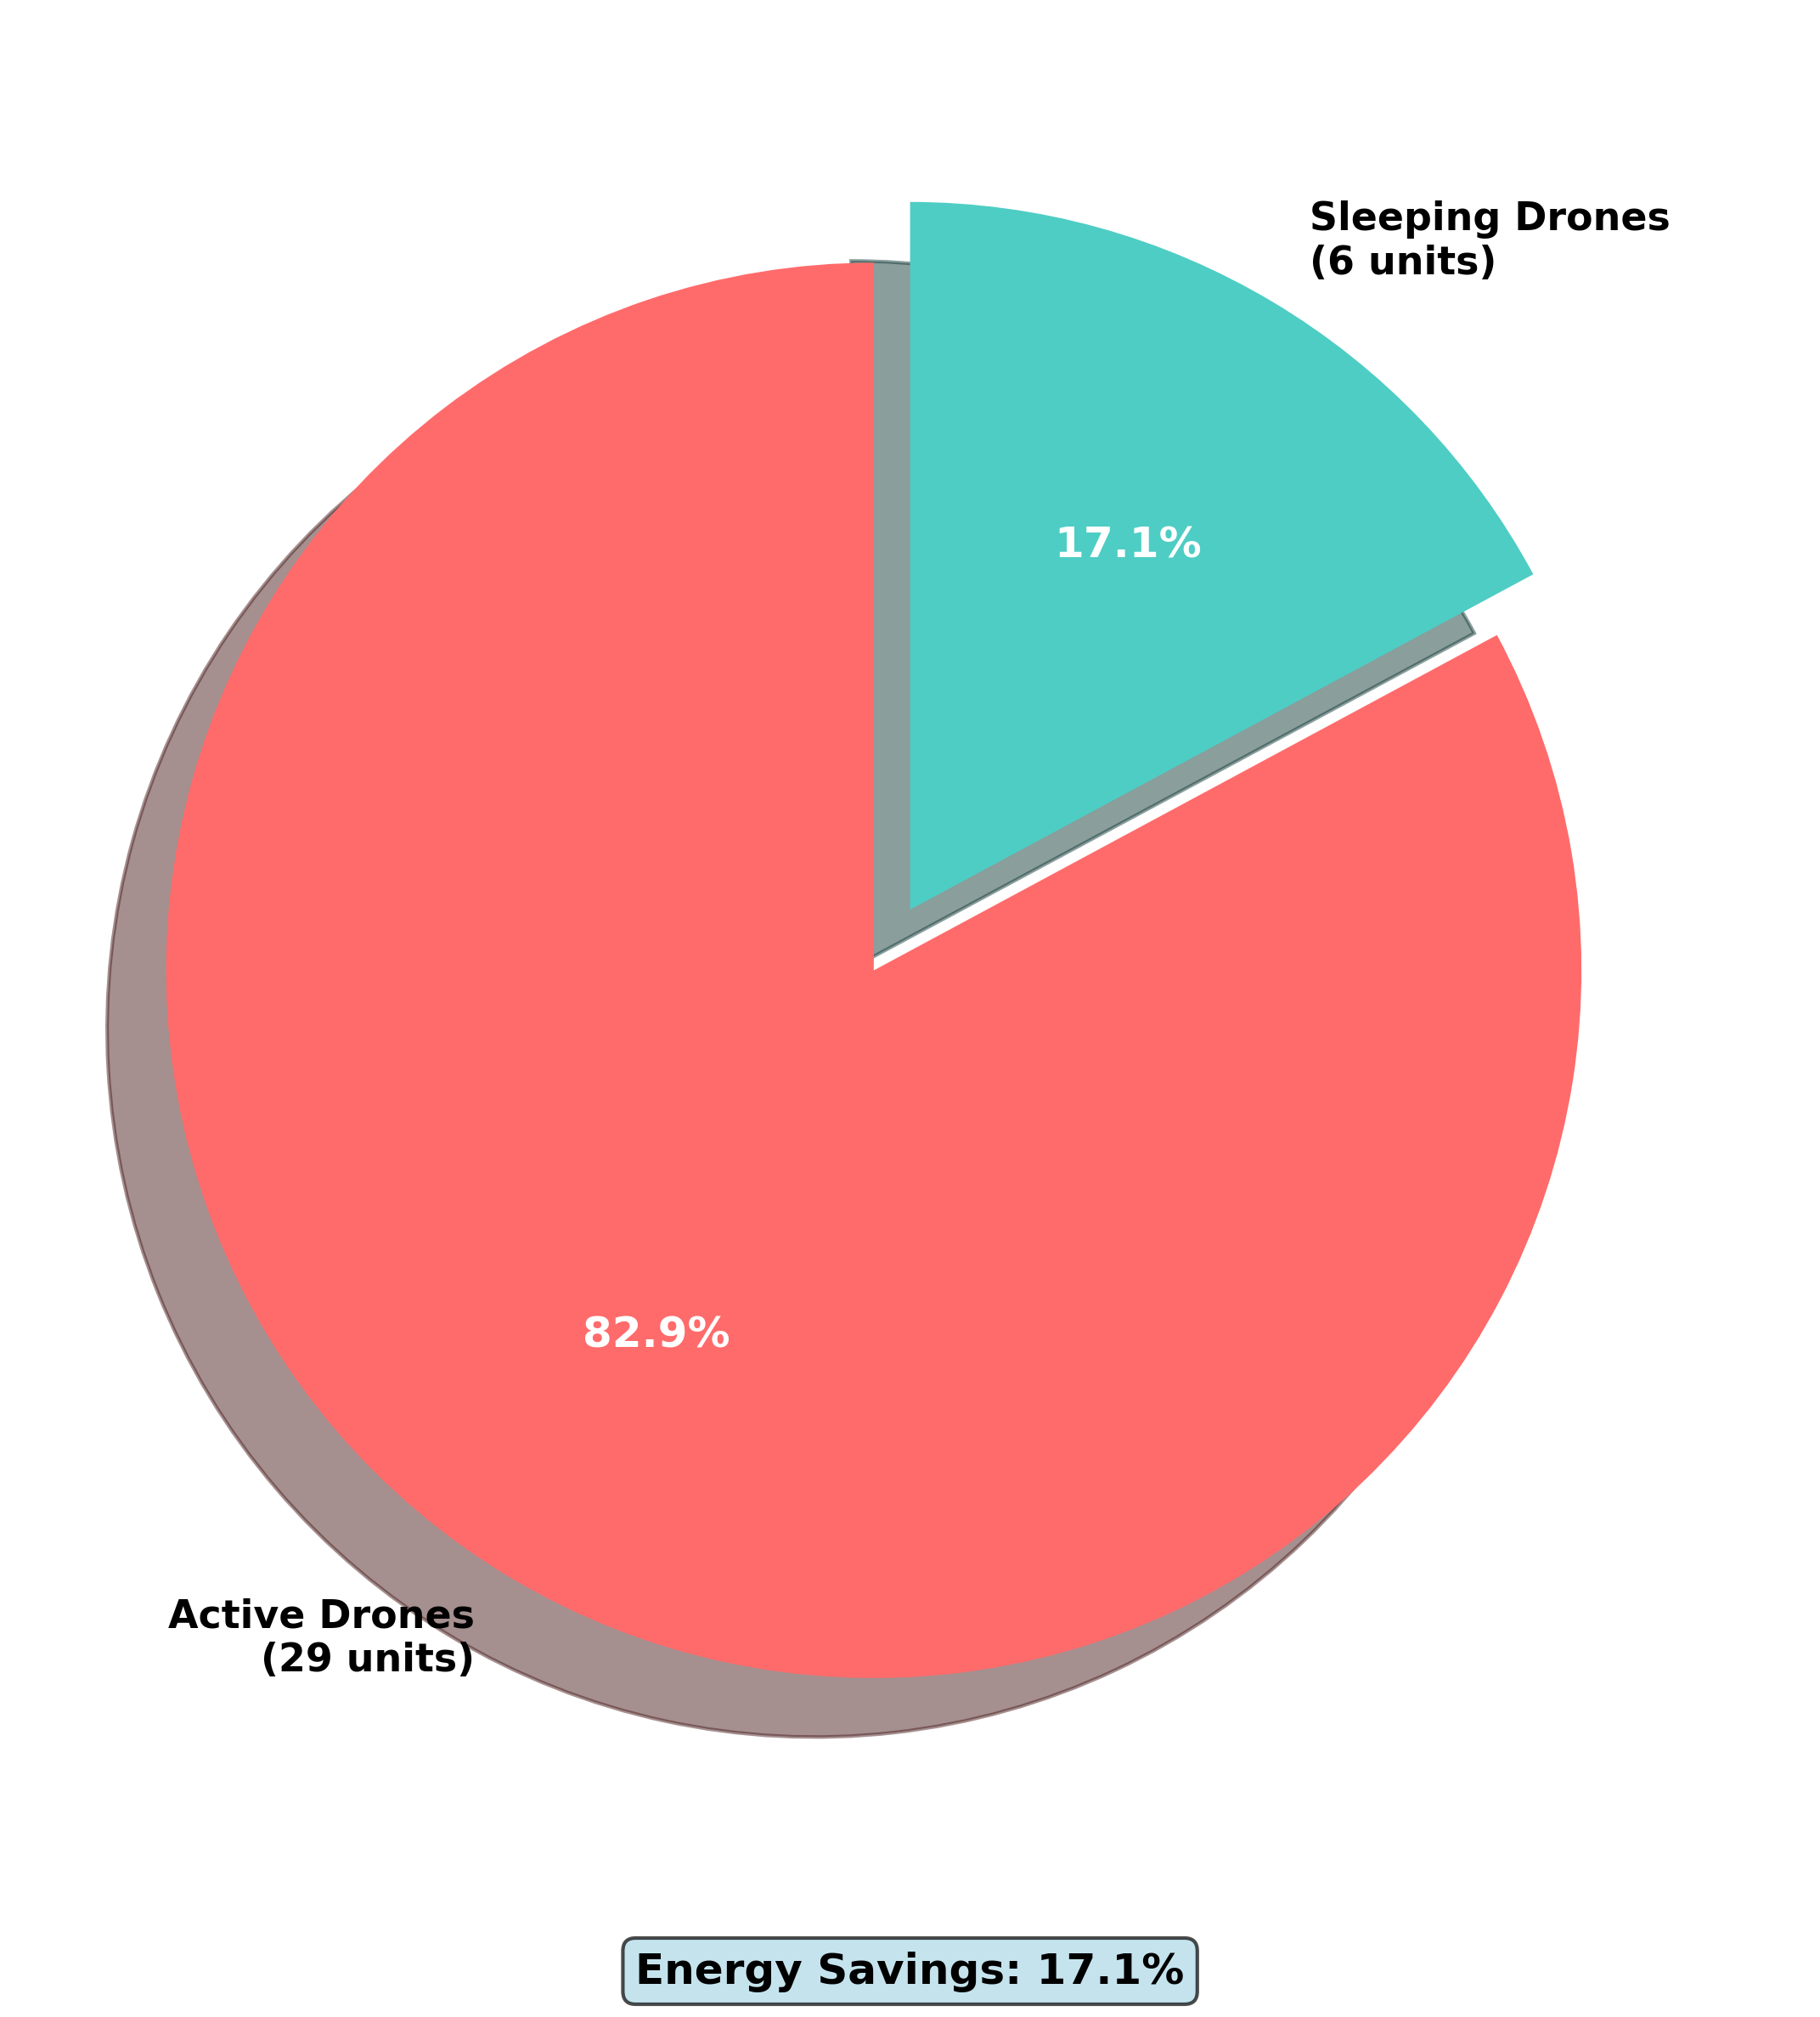 Sleeping Drones
(6 units)
17.1%
82.9%
Active Drones
(29 units)
Energy Savings: 17.1%